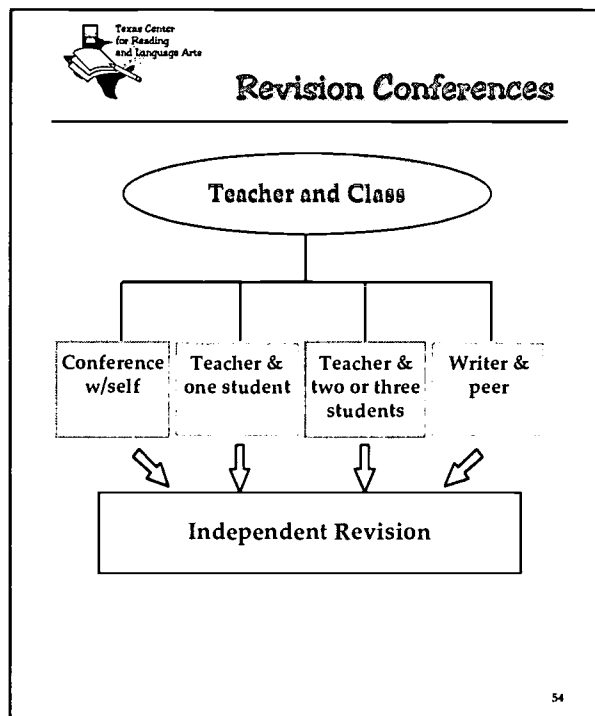 Texas Center
for Reading
and Language Arts
Revision Conferences
Teacher and Class
Conference
w/self
Teacher &
one student
Teacher &
two or three
students
Writer &
peer
Independent Revision
54